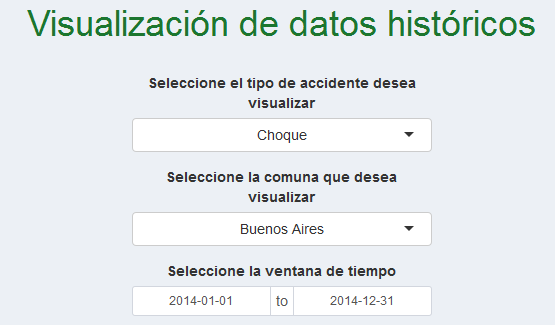 Visualización de datos históricos
Seleccione el tipo de accidente desea
visualizar
Choque
Seleccione la comuna que desea
visualizar
Buenos Aires
Seleccione la ventana de tiempo
2014-01-01 to 2014-12-31